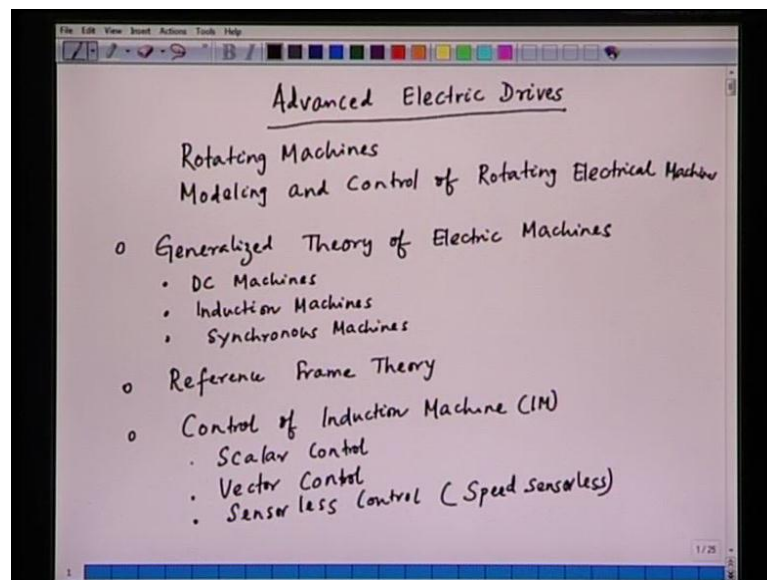 File Edit View Insert Actions Tools Help
B I
Advanced Electric Drives
Rotating Machines
Modeling and Control of Rotating Electrical Machines
o Generalized Theory of Electric Machines
• DC Machines
• Induction Machines
• Synchronous Machines
o Reference Frame Theory
o Control of Induction Machine (IM)
• Scalar Control
• Vector Control
• Sensor less Control (Speed sensorless)
1/25
1